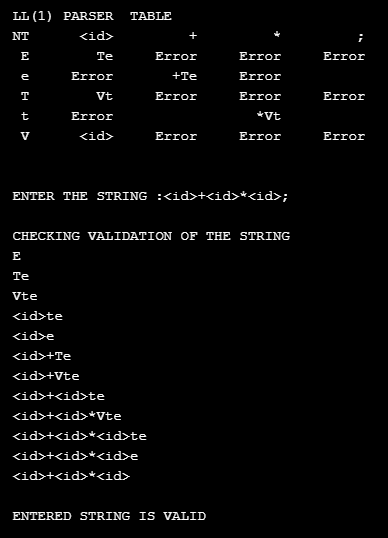 LL(1) PARSER  TABLE
NT      <id>         +         *         ;
 E        Te     Error     Error     Error
 e     Error       +Te     Error
 T        Vt     Error     Error     Error
 t     Error                 *Vt
 V      <id>     Error     Error     Error
ENTER THE STRING :<id>+<id>*<id>;
CHECKING VALIDATION OF THE STRING
E
Te
Vte
<id>te
<id>e
<id>+Te
<id>+Vte
<id>+<id>te
<id>+<id>*Vte
<id>+<id>*<id>te
<id>+<id>*<id>e
<id>+<id>*<id>
ENTERED STRING IS VALID